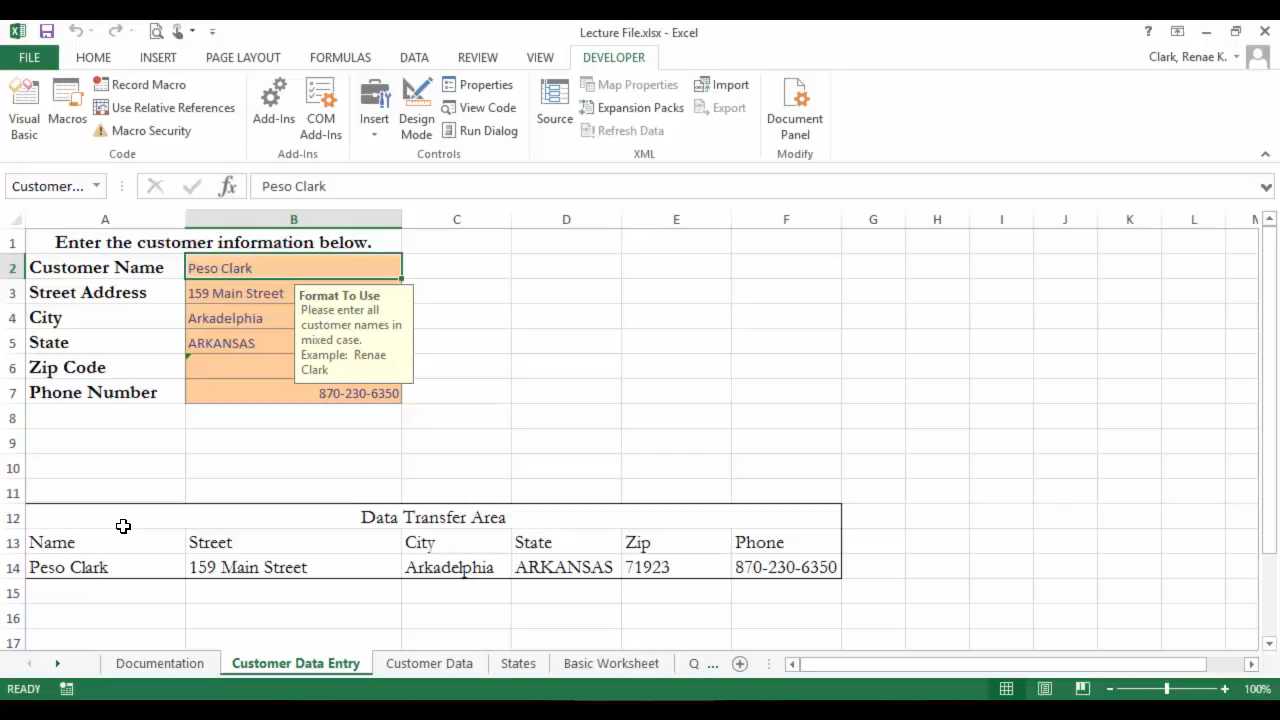 Lecture File.xlsx - Excel
?
FILE HOME INSERT PAGE LAYOUT FORMULAS DATA REVIEW VIEW DEVELOPER Clark, Renae K.
Visual Basic
Macros
Record Macro
Use Relative References
Macro Security
Code
Add-Ins
COM Add-Ins
Add-Ins
Insert
Design Mode
Properties
View Code
Run Dialog
Controls
Source
Map Properties
Expansion Packs
Refresh Data
Import
Export
XML
Document Panel
Modify
Customer... fx Peso Clark
A B C D E F G H I J K L M
1 Enter the customer information below.
2 Customer Name Peso Clark
3 Street Address 159 Main Street
4 City Arkadelphia
5 State ARKANSAS
6 Zip Code
7 Phone Number 870-230-6350
Format To Use
Please enter all
customer names in
mixed case.
Example: Renae
Clark
8
9
10
11
12 Data Transfer Area
13 Name Street City State Zip Phone
14 Peso Clark 159 Main Street Arkadelphia ARKANSAS 71923 870-230-6350
15
16
17
Documentation Customer Data Entry Customer Data States Basic Worksheet Q ...
READY 100%